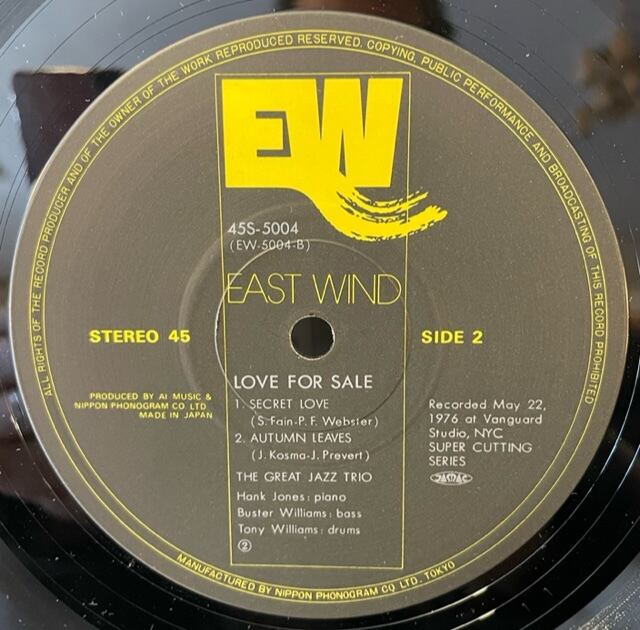 ALL RIGHTS OF THE RECORD PRODUCER AND OF THE OWNER OF THE WORK REPRODUCED RESERVED. COPYING, PUBLIC PERFORMANCE AND BROADCASTING OF THIS RECORD PROHIBITED
EW
45S-5004
(EW-5004-B)
EAST WIND
STEREO 45
SIDE 2
LOVE FOR SALE
1. SECRET LOVE
(S. Fain-P. F. Webster)
2. AUTUMN LEAVES
(J. Kosma-J. Prevert)
THE GREAT JAZZ TRIO
Hank Jones: piano
Buster Williams: bass
Tony Williams: drums
②
PRODUCED BY AI MUSIC &
NIPPON PHONOGRAM CO LTD
MADE IN JAPAN
Recorded May 22,
1976 at Vanguard
Studio, NYC
SUPER CUTTING
SERIES
JASRAC
MANUFACTURED BY NIPPON PHONOGRAM CO. LTD. TOKYO